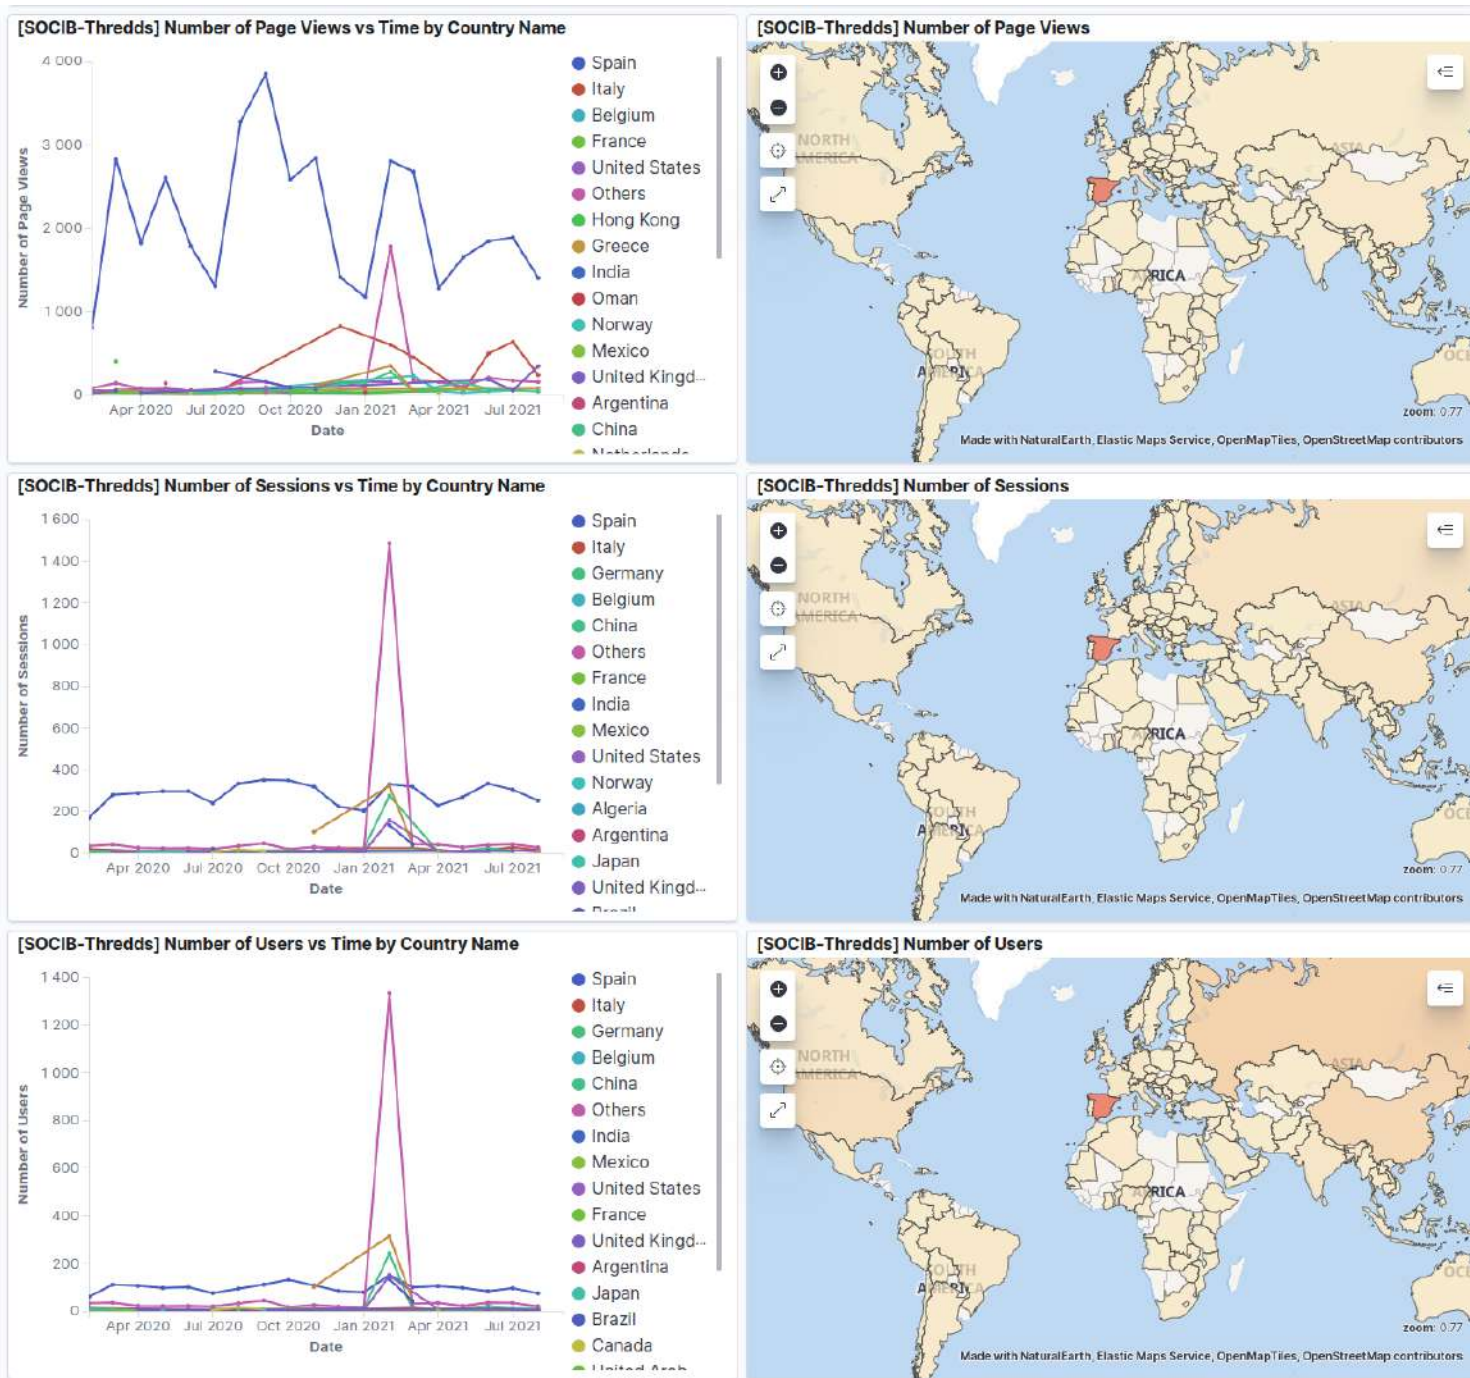 [SOCIB-Thredds] Number of Page Views vs Time by Country Name
4 000
3 000
2 000
1 000
0
Number of Page Views
Apr 2020 Jul 2020 Oct 2020 Jan 2021 Apr 2021 Jul 2021
Date
Spain
Italy
Belgium
France
United States
Others
Hong Kong
Greece
India
Oman
Norway
Mexico
United Kingd...
Argentina
China
Netherlands
[SOCIB-Thredds] Number of Page Views
NORTH
AMERICA
ASIA
AFRICA
SOUTH
AMERICA
OCE
zoom: 0.77
Made with NaturalEarth, Elastic Maps Service, OpenMapTiles, OpenStreetMap contributors
[SOCIB-Thredds] Number of Sessions vs Time by Country Name
1 600
1 400
1 200
1 000
800
600
400
200
0
Number of Sessions
Apr 2020 Jul 2020 Oct 2020 Jan 2021 Apr 2021 Jul 2021
Date
Spain
Italy
Germany
Belgium
China
Others
France
India
Mexico
United States
Norway
Algeria
Argentina
Japan
United Kingd...
Brazil
[SOCIB-Thredds] Number of Sessions
NORTH
AMERICA
ASIA
AFRICA
SOUTH
AMERICA
OCE
zoom: 0.77
Made with NaturalEarth, Elastic Maps Service, OpenMapTiles, OpenStreetMap contributors
[SOCIB-Thredds] Number of Users vs Time by Country Name
1 400
1 200
1 000
800
600
400
200
0
Number of Users
Apr 2020 Jul 2020 Oct 2020 Jan 2021 Apr 2021 Jul 2021
Date
Spain
Italy
Germany
Belgium
China
Others
India
Mexico
United States
France
United Kingd...
Argentina
Japan
Brazil
Canada
United Arab
[SOCIB-Thredds] Number of Users
NORTH
AMERICA
ASIA
AFRICA
SOUTH
AMERICA
OCE
zoom: 0.77
Made with NaturalEarth, Elastic Maps Service, OpenMapTiles, OpenStreetMap contributors